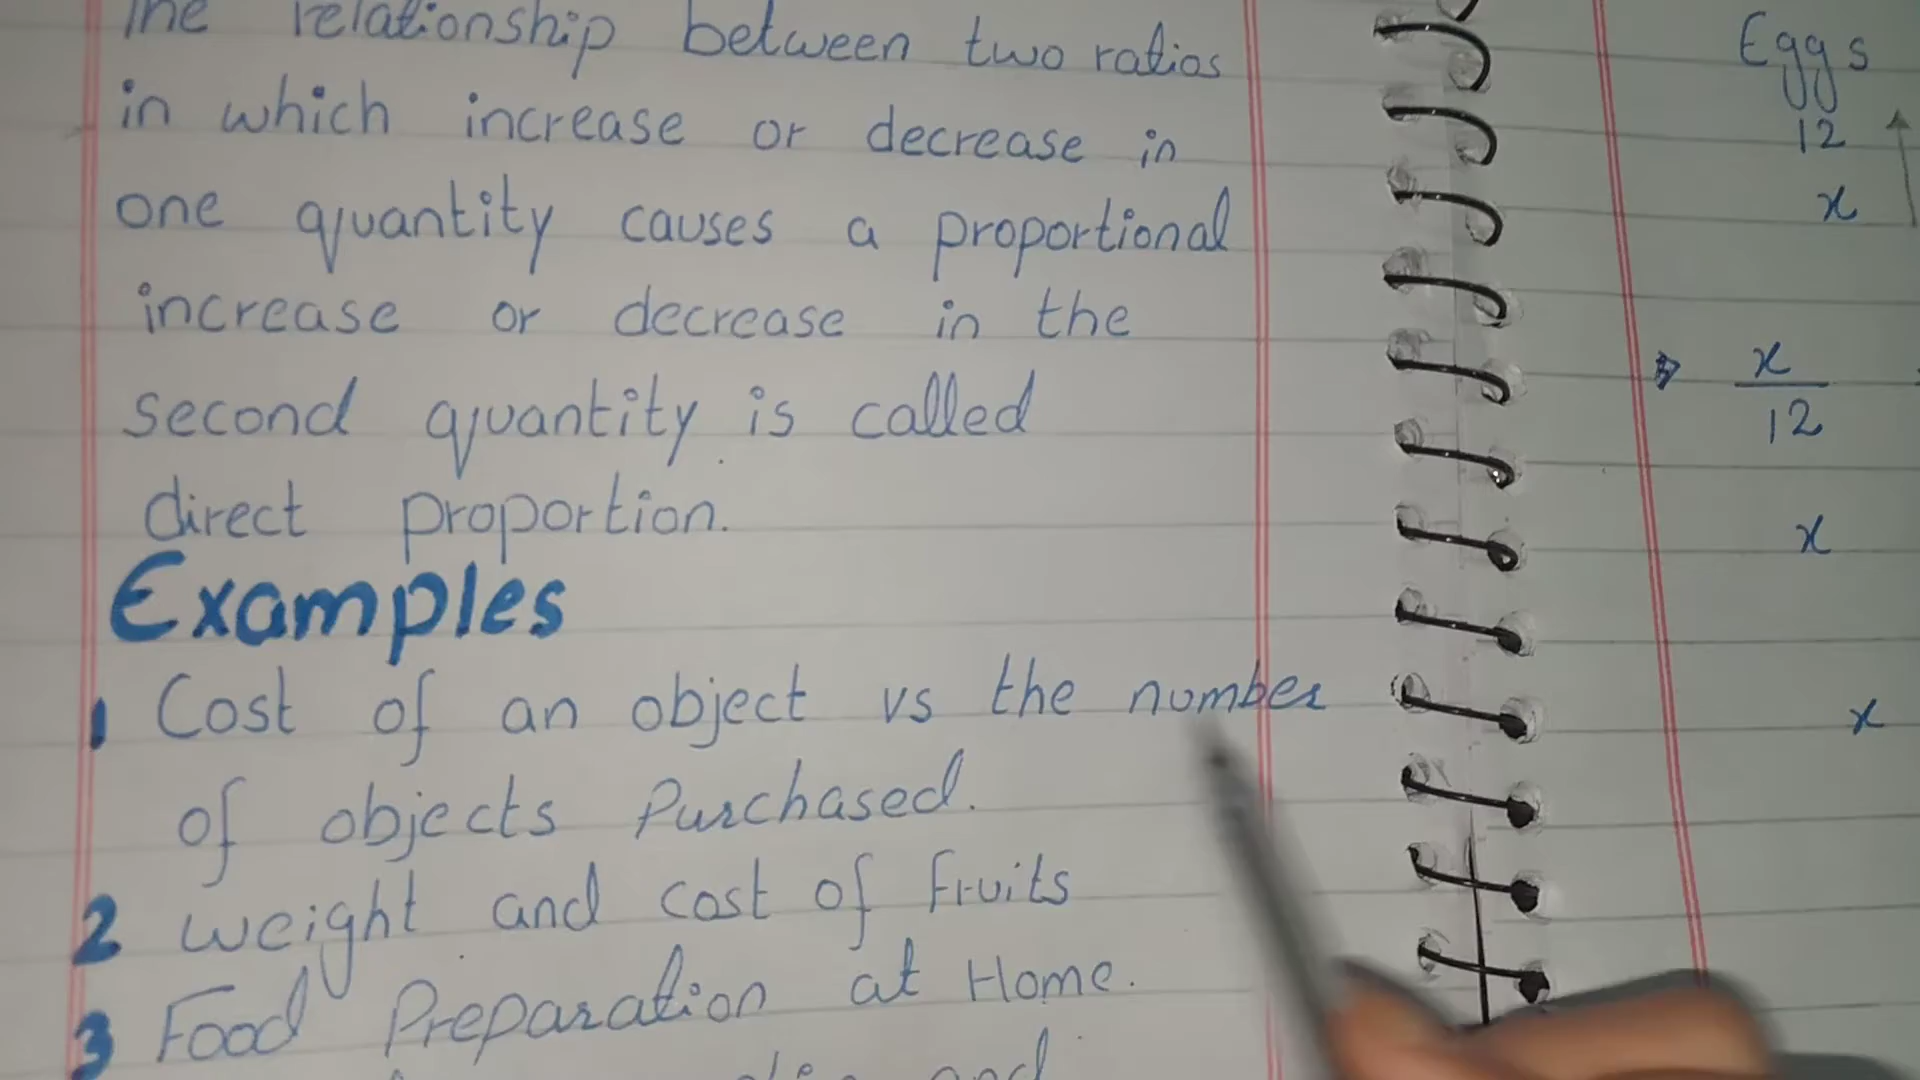 The relationship between two ratios
in which increase or decrease in
one quantity causes a proportional
increase or decrease in the
second quantity is called
direct proportion.
Examples
1 Cost of an object vs the number
of objects Purchased.
2 weight and cost of Fruits
3 Food Preparation at Home.
and
Eggs
12
x
x
12
x
x